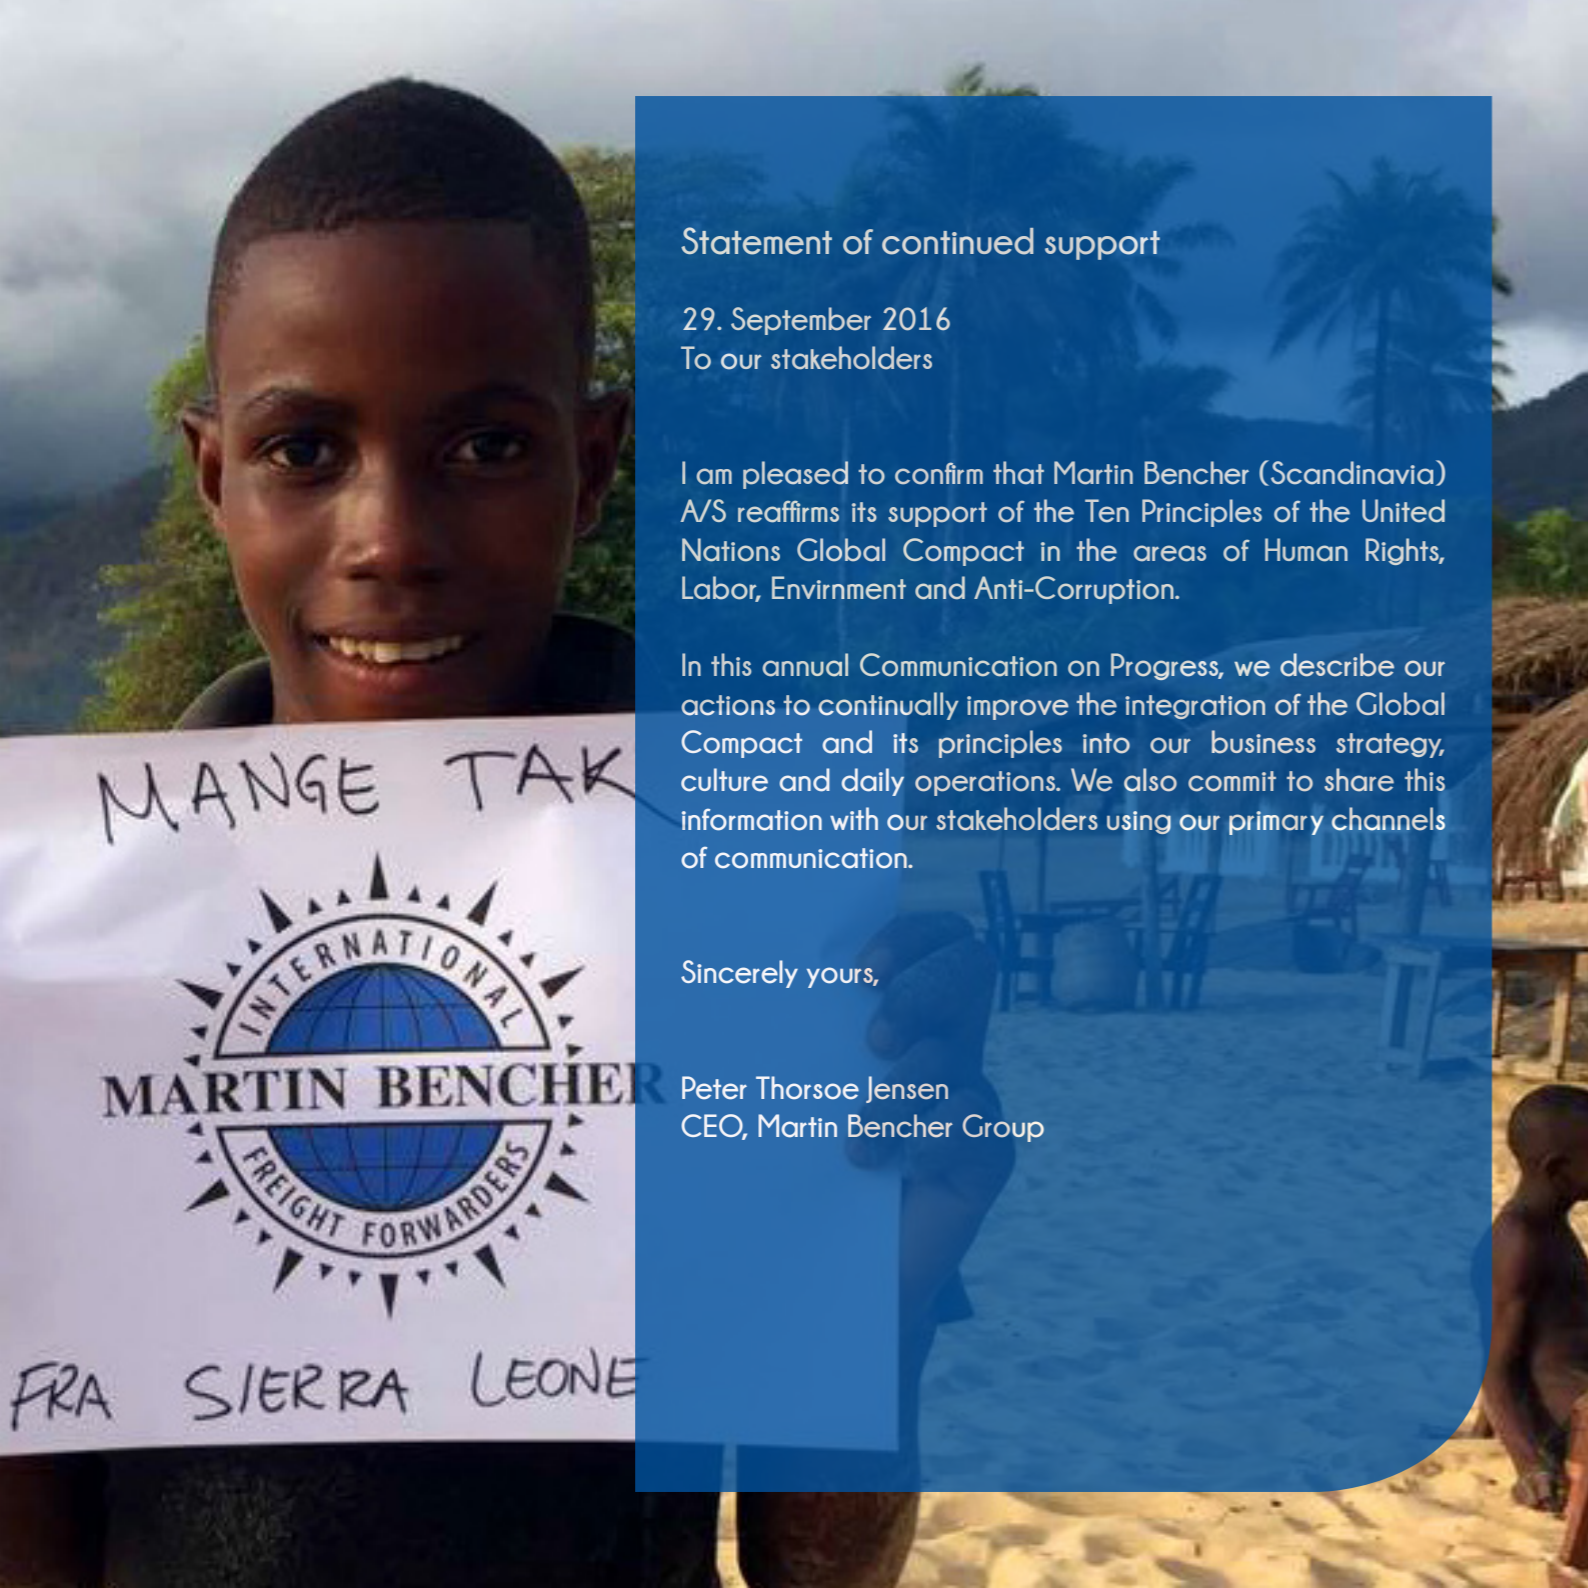 Statement of continued support
29. September 2016
To our stakeholders
I am pleased to confirm that Martin Bencher (Scandinavia)
A/S reaffirms its support of the Ten Principles of the United
Nations Global Compact in the areas of Human Rights,
Labor, Envirnment and Anti-Corruption.
In this annual Communication on Progress, we describe our
actions to continually improve the integration of the Global
Compact and its principles into our business strategy,
culture and daily operations. We also commit to share this
information with our stakeholders using our primary channels
of communication.
Sincerely yours,
Peter Thorsoe Jensen
CEO, Martin Bencher Group
MANGE TAK
INTERNATIONAL
MARTIN BENCHER
FREIGHT FORWARDERS
FRA SIERRA LEONE